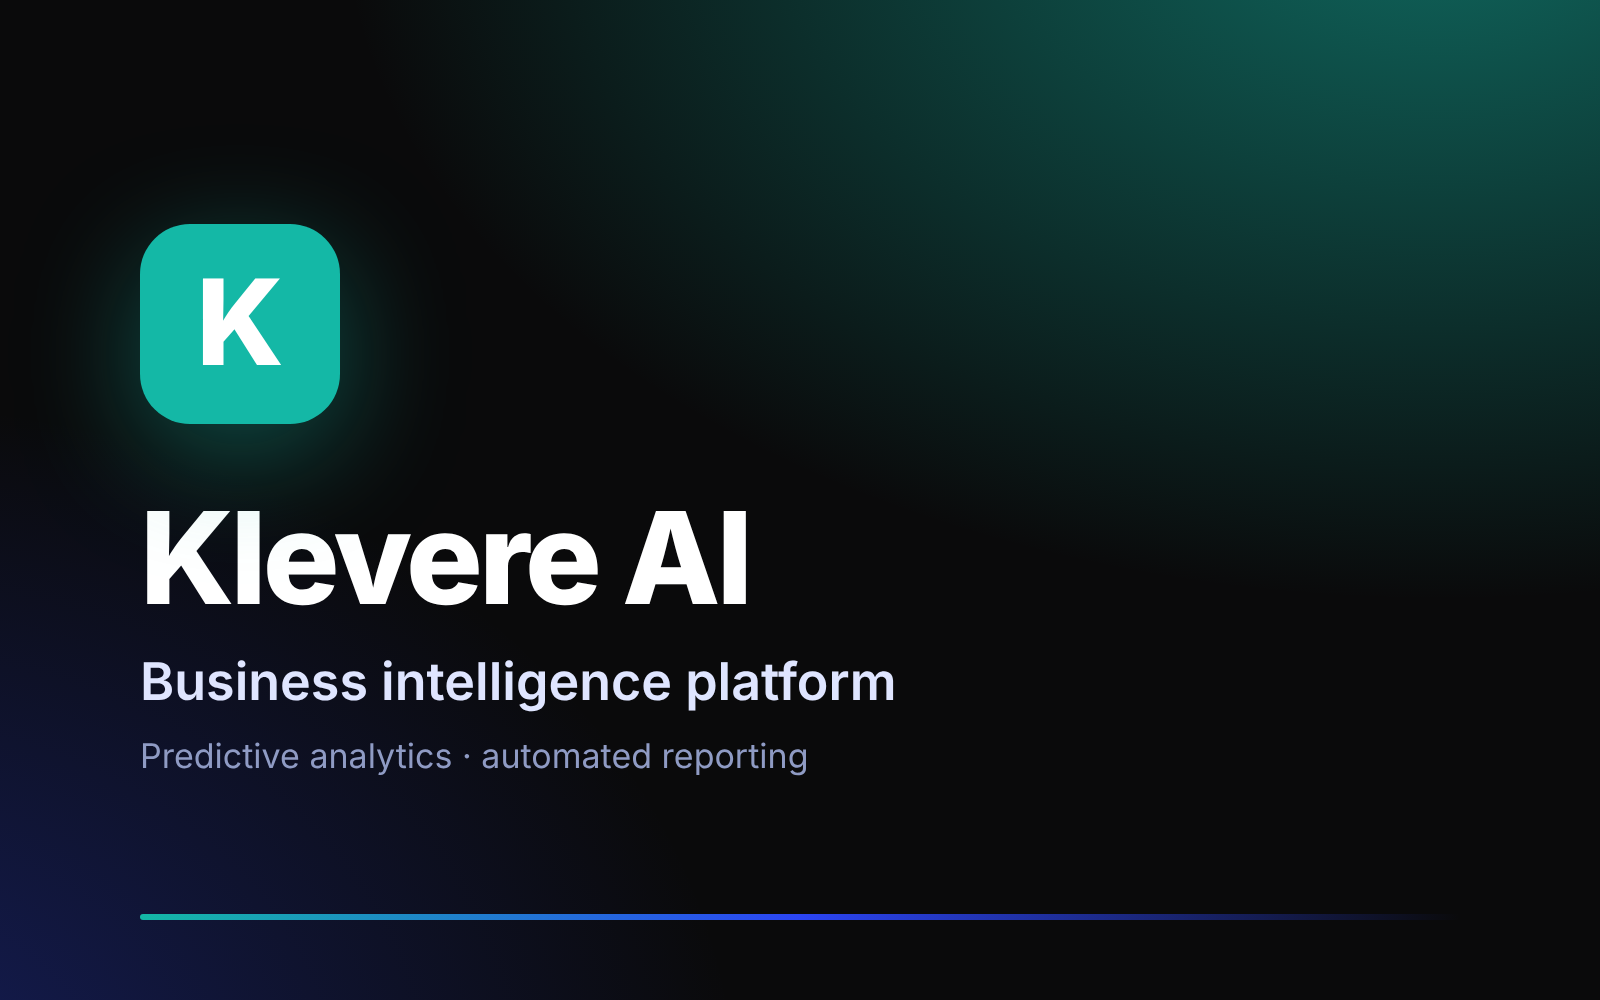 K
Klevere AI
Business intelligence platform
Predictive analytics · automated reporting